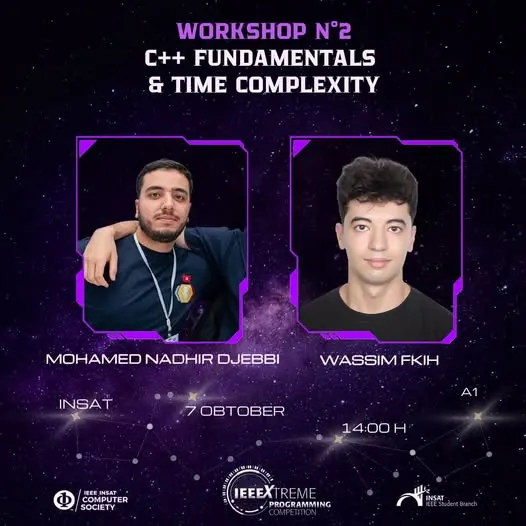 WORKSHOP N°2
C++ FUNDAMENTALS
& TIME COMPLEXITY
MOHAMED NADHIR DJEBBI
WASSIM FKIH
INSAT
7 OBTOBER
14:00 H
A1
IEEE INSAT
COMPUTER
SOCIETY
IEEEXTREME
PROGRAMMING
COMPETITION
INSAT
IEEE Student Branch